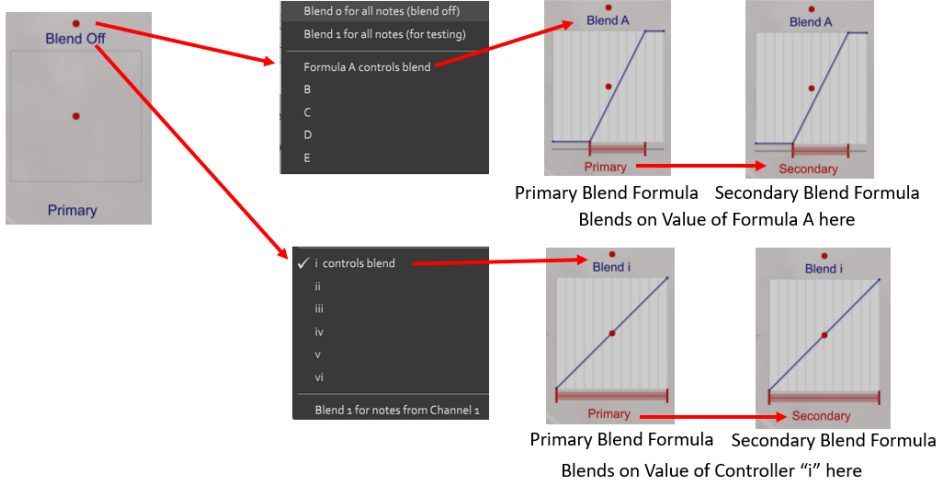 Blend Off
Primary
Blend 0 for all notes (blend off)
Blend 1 for all notes (for testing)
Formula A controls blend
B
C
D
E
Blend A
Primary
Blend A
Secondary
Primary Blend Formula
Secondary Blend Formula
Blends on Value of Formula A here
✓ i controls blend
ii
iii
iv
v
vi
Blend 1 for notes from Channel 1
Blend i
Primary
Blend i
Secondary
Primary Blend Formula
Secondary Blend Formula
Blends on Value of Controller “i” here